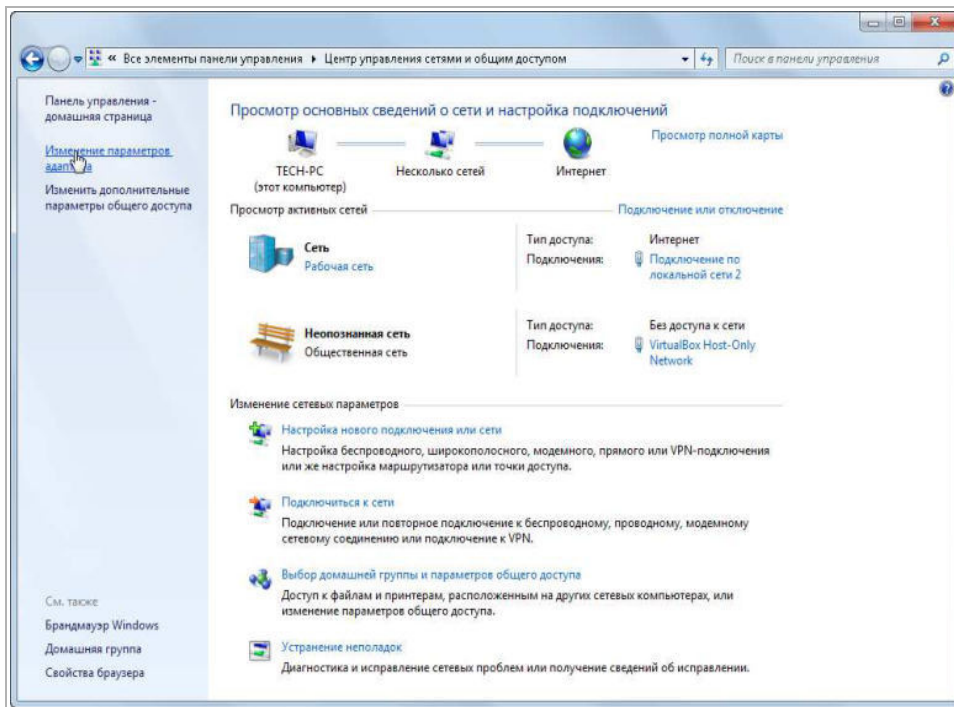 « Все элементы панели управления ▸ Центр управления сетями и общим доступом
Поиск в панели управления
Панель управления -
домашняя страница
Изменение параметров
адаптера
Изменить дополнительные
параметры общего доступа
Просмотр основных сведений о сети и настройка подключений
Просмотр полной карты
TECH-PC
(этот компьютер)
Несколько сетей
Интернет
Просмотр активных сетей
Подключение или отключение
Сеть
Рабочая сеть
Тип доступа: Интернет
Подключения: Подключение по
локальной сети 2
Неопознанная сеть
Общественная сеть
Тип доступа: Без доступа к сети
Подключения: VirtualBox Host-Only
Network
Изменение сетевых параметров
Настройка нового подключения или сети
Настройка беспроводного, широкополосного, модемного, прямого или VPN-подключения
или же настройка маршрутизатора или точки доступа.
Подключиться к сети
Подключение или повторное подключение к беспроводному, проводному, модемному
сетевому соединению или подключение к VPN.
Выбор домашней группы и параметров общего доступа
Доступ к файлам и принтерам, расположенным на других сетевых компьютерах, или
изменение параметров общего доступа.
Устранение неполадок
Диагностика и исправление сетевых проблем или получение сведений об исправлении.
См. также
Брандмауэр Windows
Домашняя группа
Свойства браузера